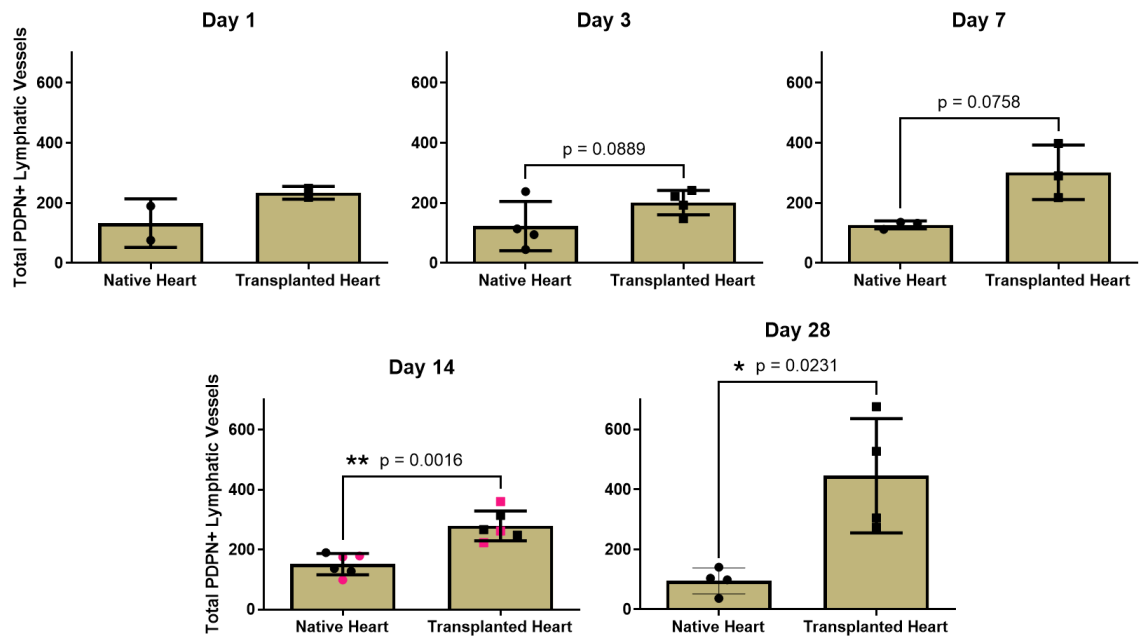 Day 1
Day 3
Day 7
Total PDPN+ Lymphatic Vessels
600
400
200
0
Native Heart
Transplanted Heart
600
400
200
0
p = 0.0889
Native Heart
Transplanted Heart
600
400
200
0
p = 0.0758
Native Heart
Transplanted Heart
Day 14
Day 28
Total PDPN+ Lymphatic Vessels
600
400
200
0
** p = 0.0016
Native Heart
Transplanted Heart
600
400
200
0
* p = 0.0231
Native Heart
Transplanted Heart